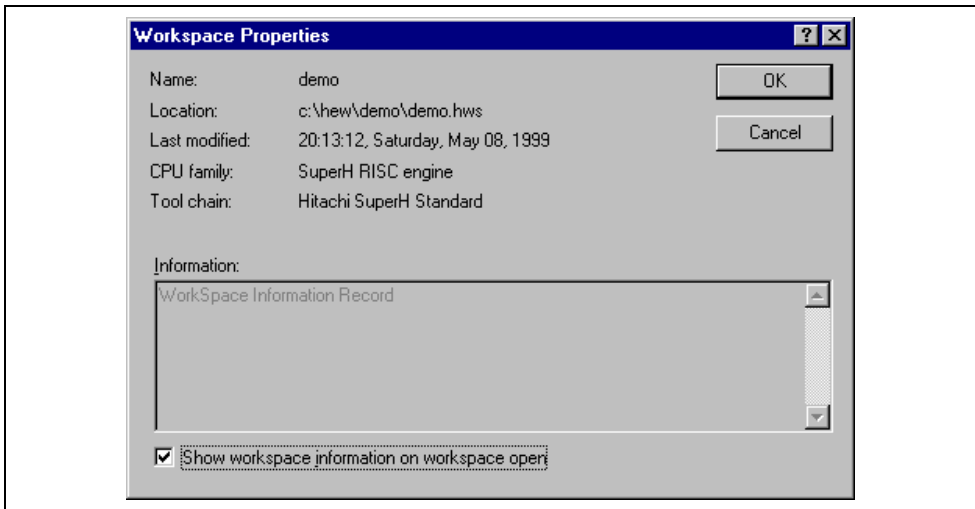 Workspace Properties
Name: demo
OK
Location: c:\hew\demo\demo.hws
Last modified: 20:13:12, Saturday, May 08, 1999
Cancel
CPU family: SuperH RISC engine
Tool chain: Hitachi SuperH Standard
Information:
WorkSpace Information Record
Show workspace information on workspace open